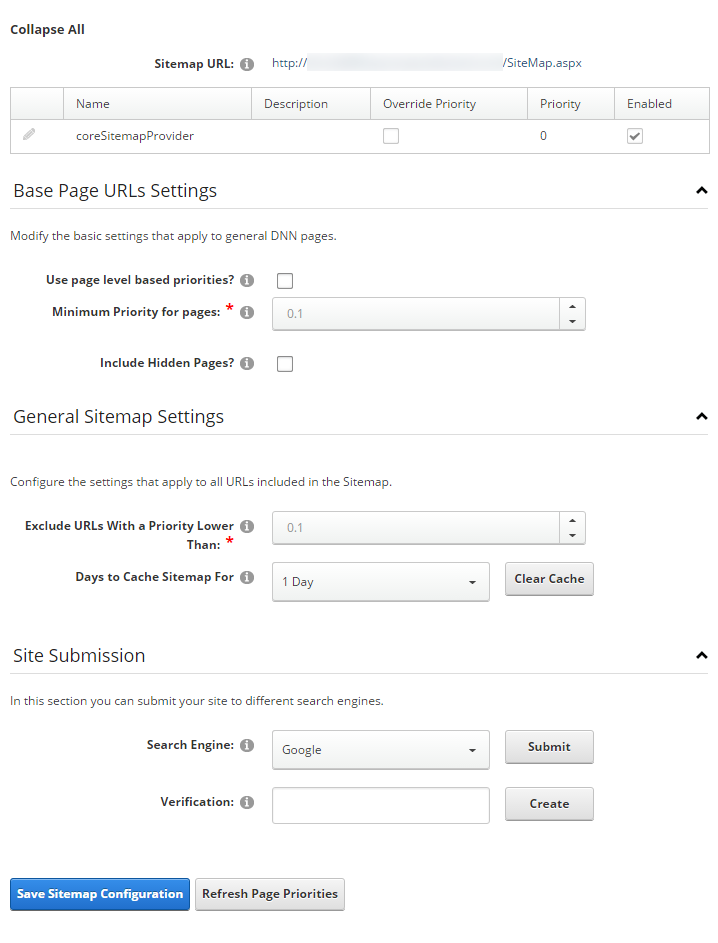 Collapse All
Sitemap URL: http:// /SiteMap.aspx
Name Description Override Priority Priority Enabled
coreSitemapProvider 0
Base Page URLs Settings
Modify the basic settings that apply to general DNN pages.
Use page level based priorities?
Minimum Priority for pages: * 0.1
Include Hidden Pages?
General Sitemap Settings
Configure the settings that apply to all URLs included in the Sitemap.
Exclude URLs With a Priority Lower 0.1
Than: *
Days to Cache Sitemap For 1 Day Clear Cache
Site Submission
In this section you can submit your site to different search engines.
Search Engine: Google Submit
Verification: Create
Save Sitemap Configuration Refresh Page Priorities